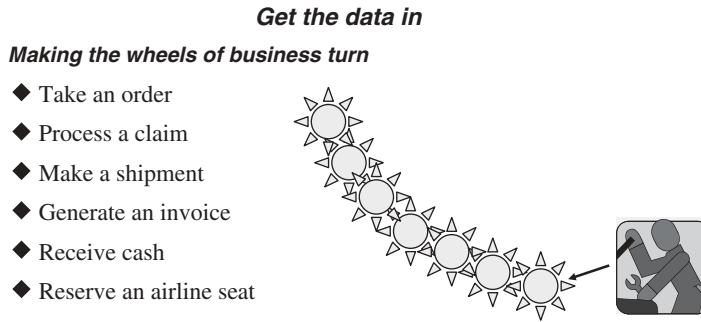 Get the data in
Making the wheels of business turn
◆ Take an order
◆ Process a claim
◆ Make a shipment
◆ Generate an invoice
◆ Receive cash
◆ Reserve an airline seat